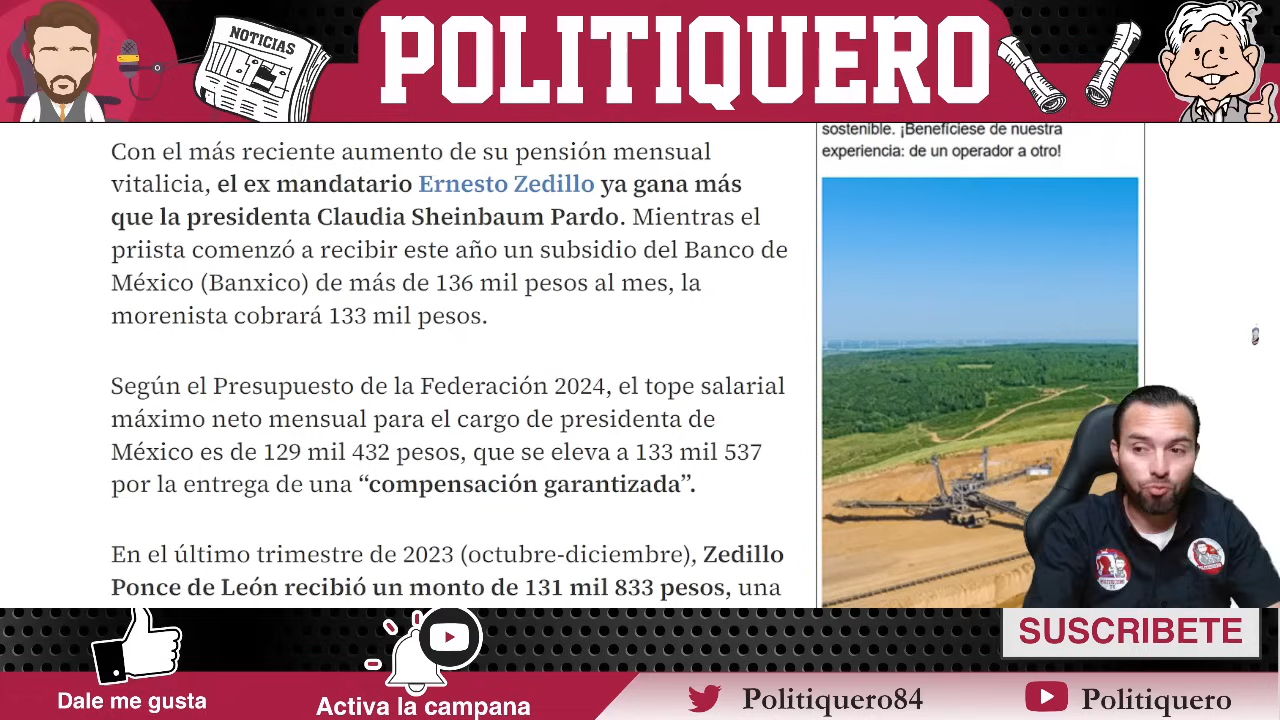 NOTICIAS
POLITIQUERO
Con el más reciente aumento de su pensión mensual
vitalicia, el ex mandatario Ernesto Zedillo ya gana más
que la presidenta Claudia Sheinbaum Pardo. Mientras el
priista comenzó a recibir este año un subsidio del Banco de
México (Banxico) de más de 136 mil pesos al mes, la
morenista cobrará 133 mil pesos.
Según el Presupuesto de la Federación 2024, el tope salarial
máximo neto mensual para el cargo de presidenta de
México es de 129 mil 432 pesos, que se eleva a 133 mil 537
por la entrega de una “compensación garantizada”.
En el último trimestre de 2023 (octubre-diciembre), Zedillo
Ponce de León recibió un monto de 131 mil 833 pesos, una
sostenible. ¡Benefíciese de nuestra
experiencia: de un operador a otro!
SUSCRIBETE
Dale me gusta
Activa la campana
Politiquero84
Politiquero